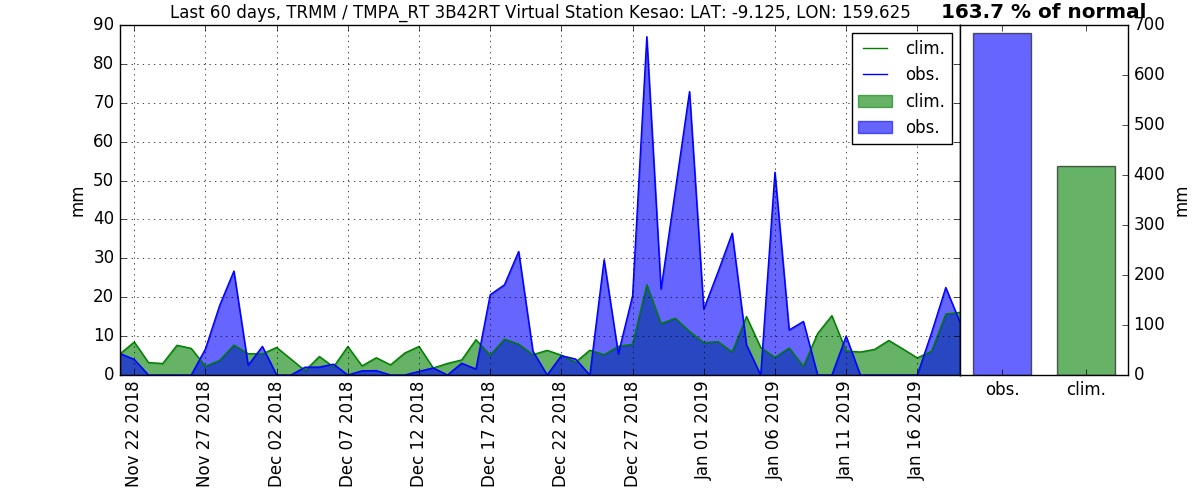 Last 60 days, TRMM / TMPA_RT 3B42RT Virtual Station Kesao: LAT: -9.125, LON: 159.625
163.7 % of normal
90
80
70
60
50
40
30
20
10
0
mm
clim.
obs.
clim.
obs.
Nov 22 2018
Nov 27 2018
Dec 02 2018
Dec 07 2018
Dec 12 2018
Dec 17 2018
Dec 22 2018
Dec 27 2018
Jan 01 2019
Jan 06 2019
Jan 11 2019
Jan 16 2019
700
600
500
400
300
200
100
0
mm
obs.
clim.